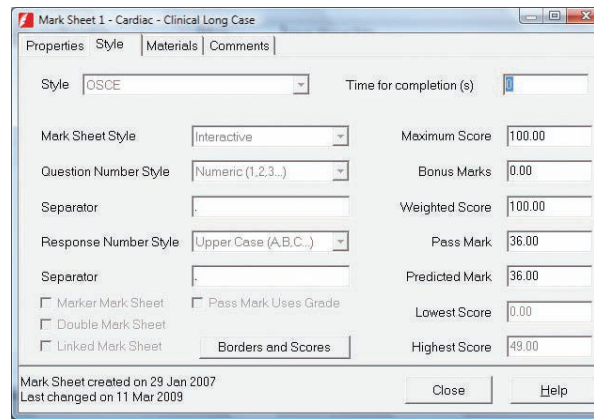 Mark Sheet 1 - Cardiac - Clinical Long Case
Properties Style Materials Comments
Style OSCE Time for completion (s) 0
Mark Sheet Style Interactive Maximum Score 100.00
Question Number Style Numeric (1,2,3...) Bonus Marks 0.00
Separator . Weighted Score 100.00
Response Number Style Upper Case (A,B,C...) Pass Mark 36.00
Separator . Predicted Mark 36.00
Marker Mark Sheet Pass Mark Uses Grade Lowest Score 0.00
Double Mark Sheet
Linked Mark Sheet Borders and Scores Highest Score 49.00
Mark Sheet created on 29 Jan 2007
Last changed on 11 Mar 2009
Close Help